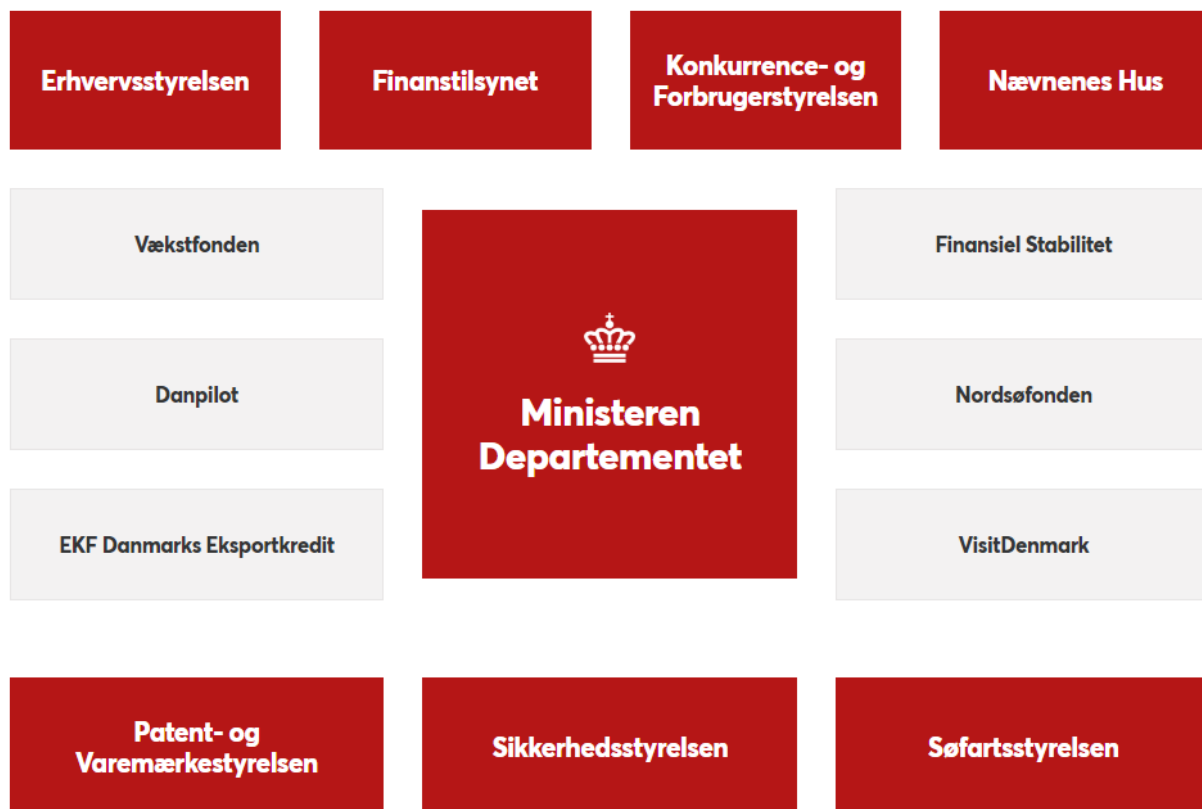 Erhvervsstyrelsen
Finanstilsynet
Konkurrence- og
Forbrugerstyrelsen
Nævnenes Hus
Vækstfonden
Finansiel Stabilitet
Danpilot
Ministeren
Departementet
Nordsøfonden
EKF Danmarks Eksportkredit
VisitDenmark
Patent- og
Varemærkestyrelsen
Sikkerhedsstyrelsen
Søfartsstyrelsen